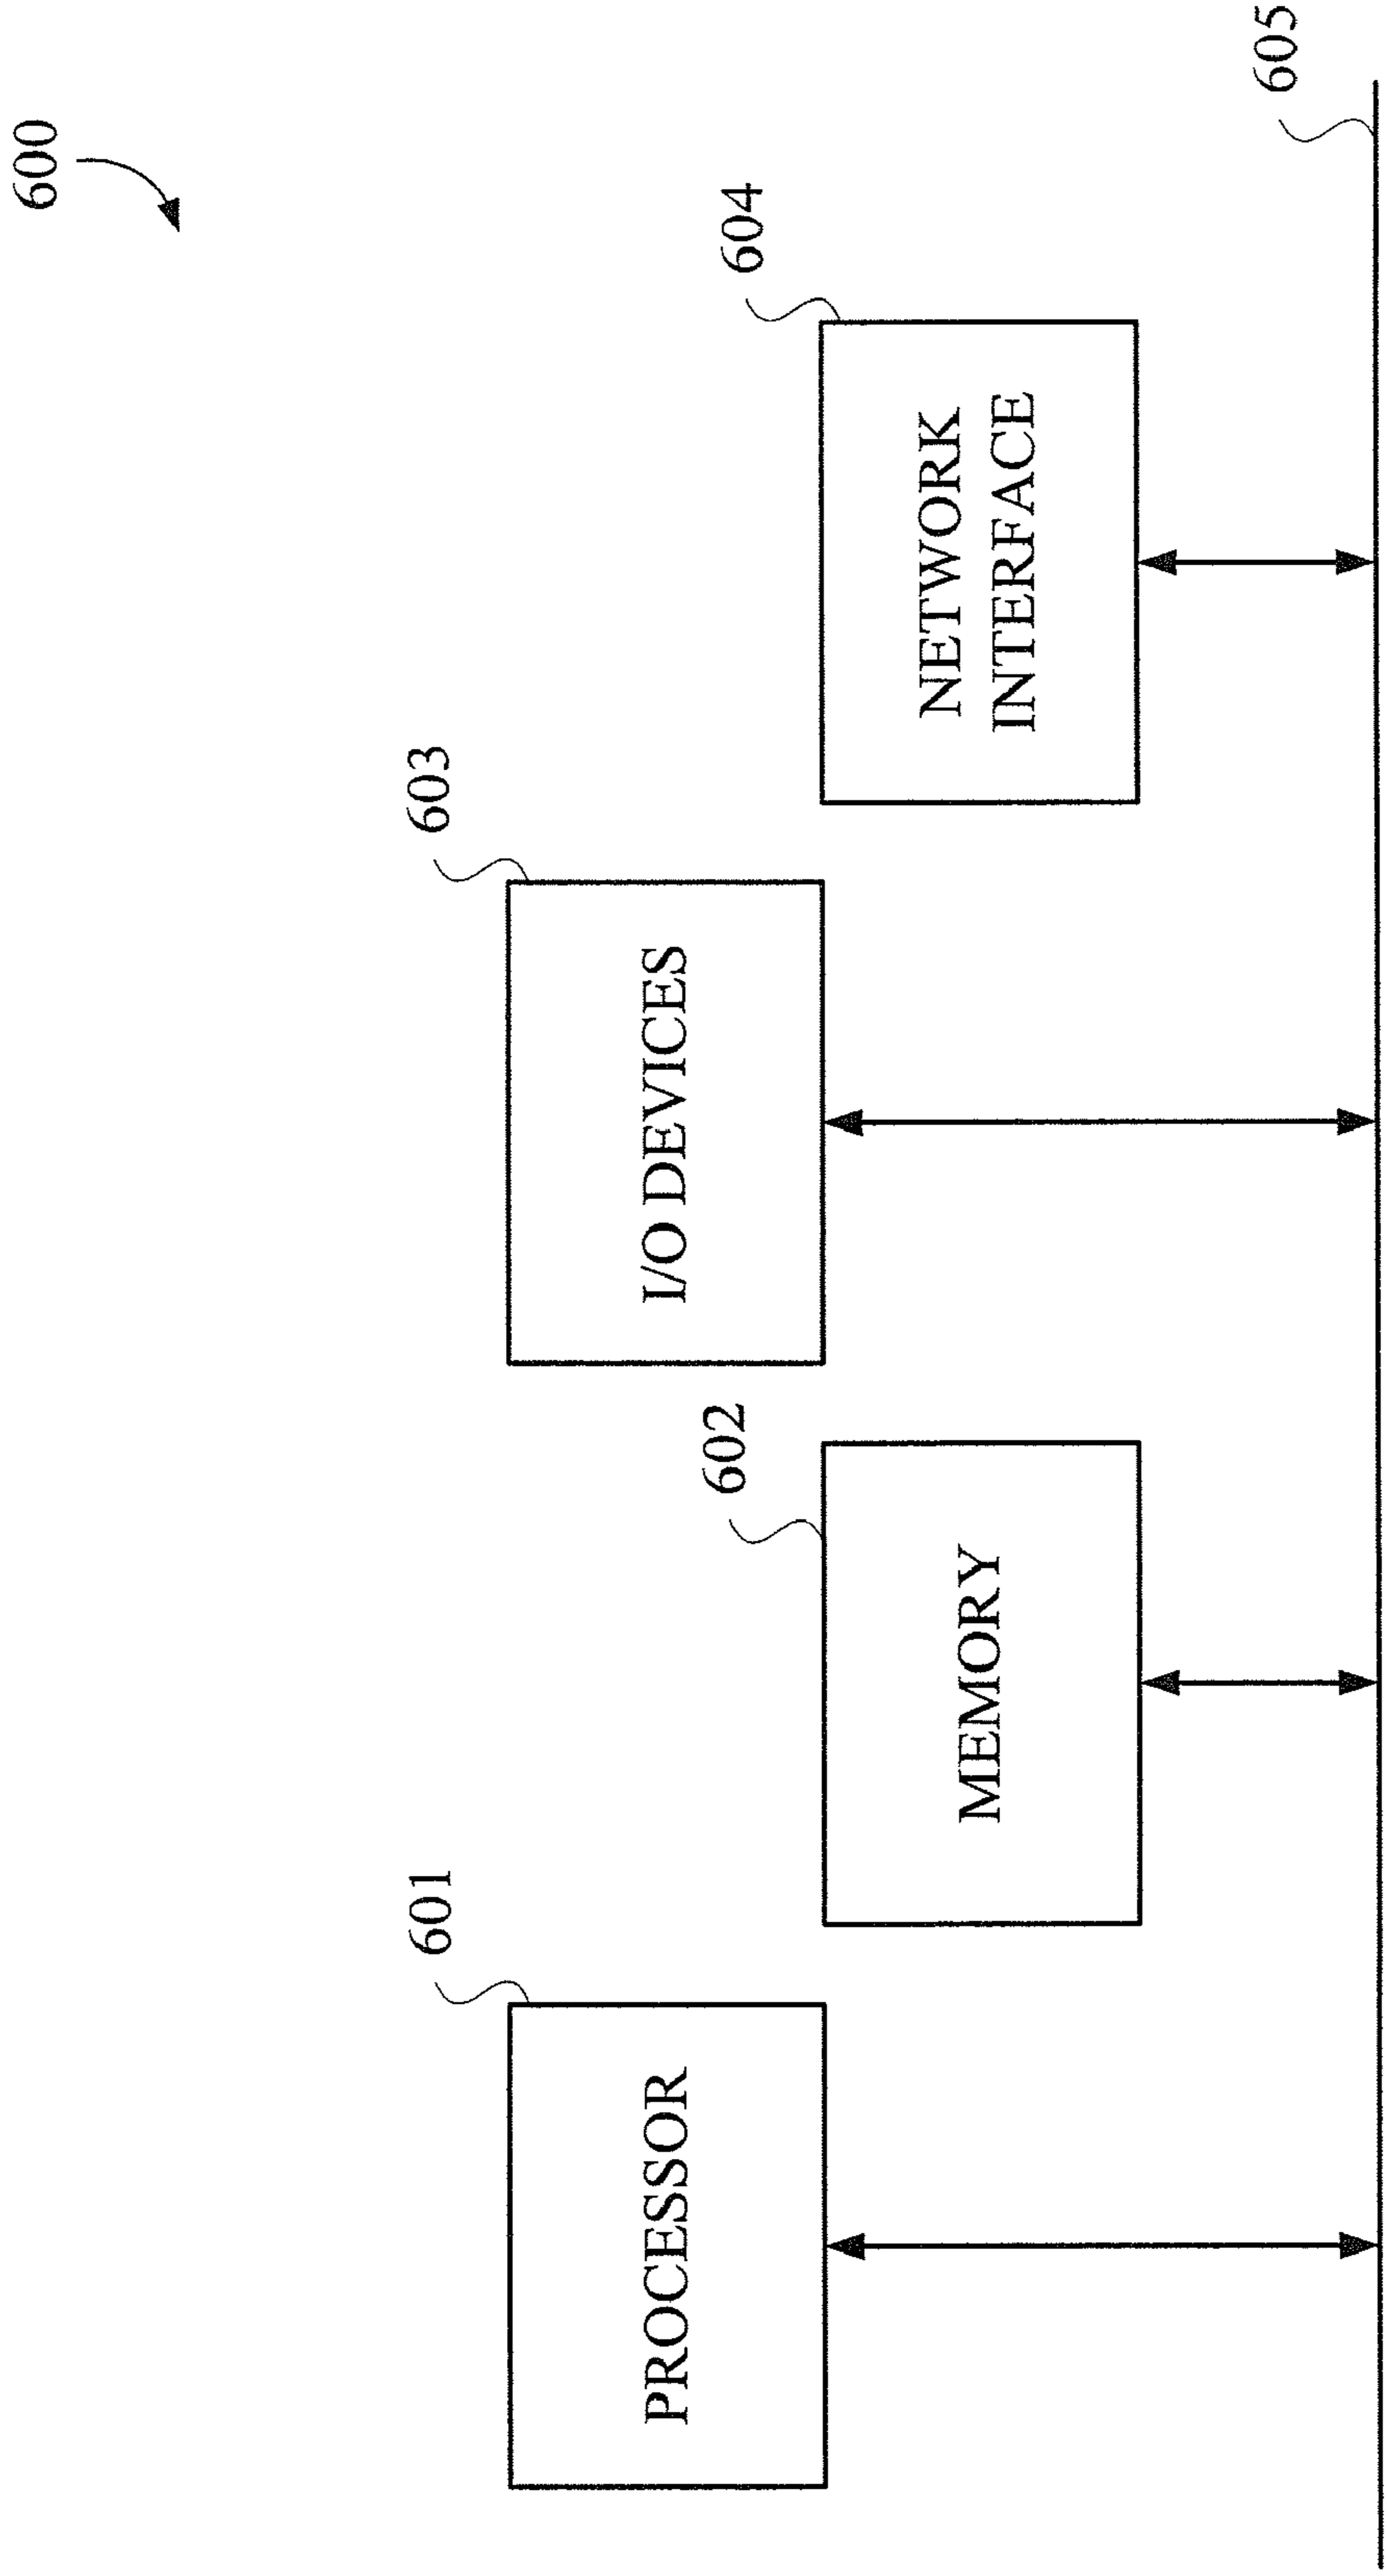 600
601
PROCESSOR
602
MEMORY
603
I/O DEVICES
604
NETWORK
INTERFACE
605